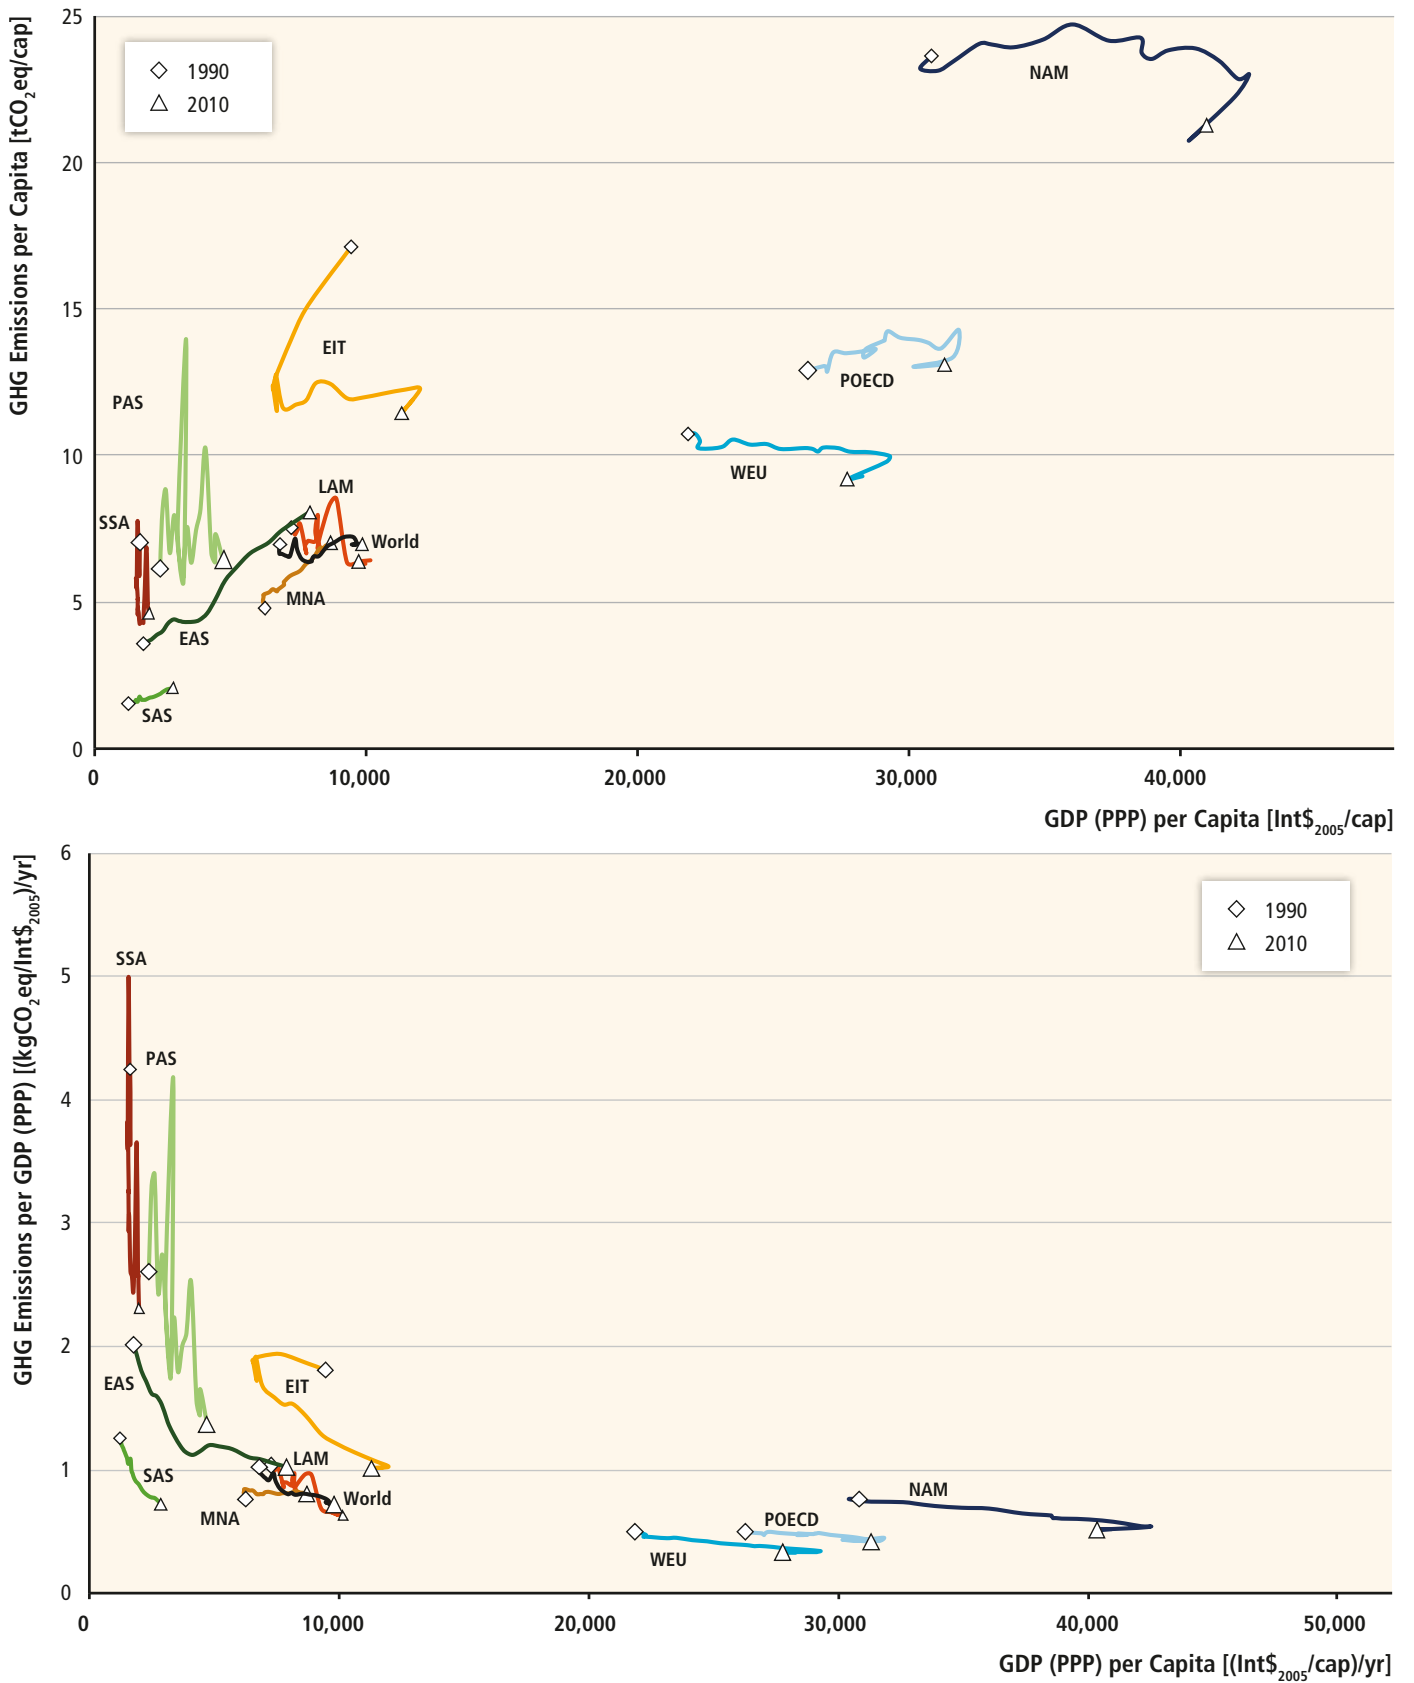 GHG Emissions per Capita [tCO2eq/cap]
25
20
15
10
5
0
1990
2010
NAM
EIT
POECD
PAS
WEU
LAM
SSA
World
MNA
EAS
SAS
0 10,000 20,000 30,000 40,000
GDP (PPP) per Capita [Int$2005/cap]
GHG Emissions per GDP (PPP) [(kgCO2eq/Int$2005)/yr]
6
5
4
3
2
1
0
1990
2010
SSA
PAS
EAS
EIT
LAM
SAS
NAM
World
MNA
POECD
WEU
0 10,000 20,000 30,000 40,000 50,000
GDP (PPP) per Capita [(Int$2005/cap)/yr]